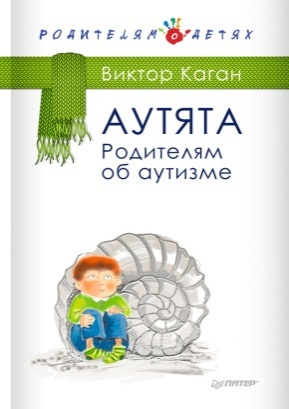 РОДИТЕЛЯМ О ДЕТЯХ
Виктор Каган
АУТЯТА
Родителям
об аутизме
ПИТЕР